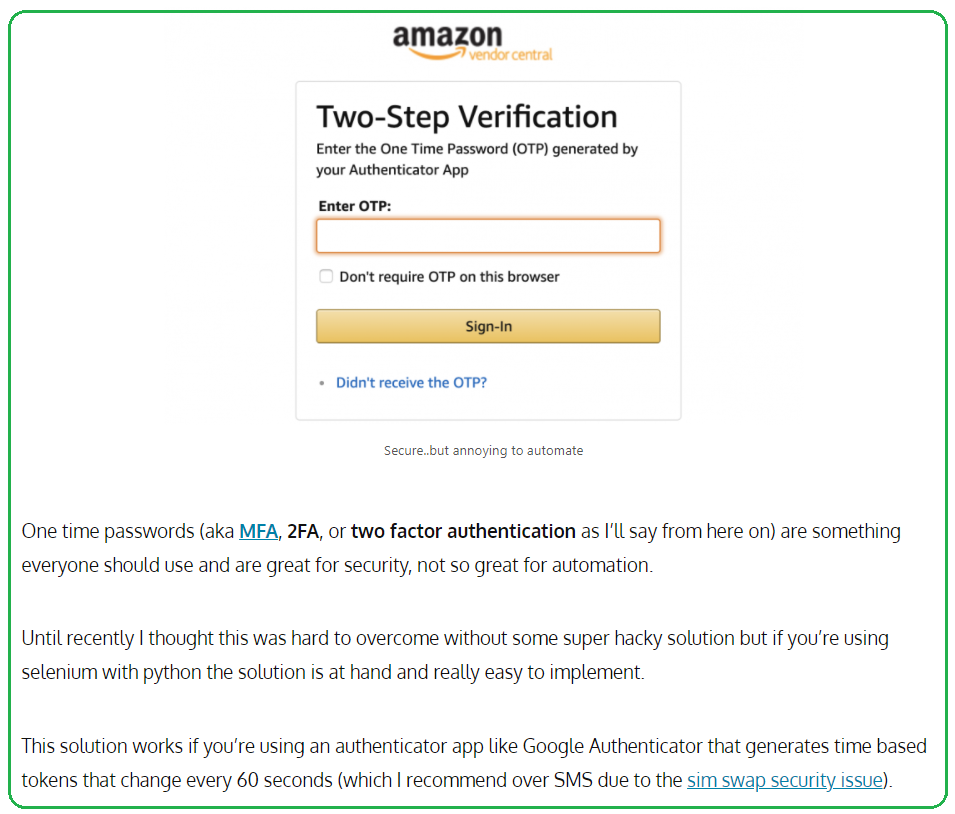 amazon
vendor central
Two-Step Verification
Enter the One Time Password (OTP) generated by
your Authenticator App
Enter OTP:
Don't require OTP on this browser
Sign-In
• Didn't receive the OTP?
Secure..but annoying to automate
One time passwords (aka MFA, 2FA, or two factor authentication as I'll say from here on) are something
everyone should use and are great for security, not so great for automation.
Until recently I thought this was hard to overcome without some super hacky solution but if you're using
selenium with python the solution is at hand and really easy to implement.
This solution works if you're using an authenticator app like Google Authenticator that generates time based
tokens that change every 60 seconds (which I recommend over SMS due to the sim swap security issue).